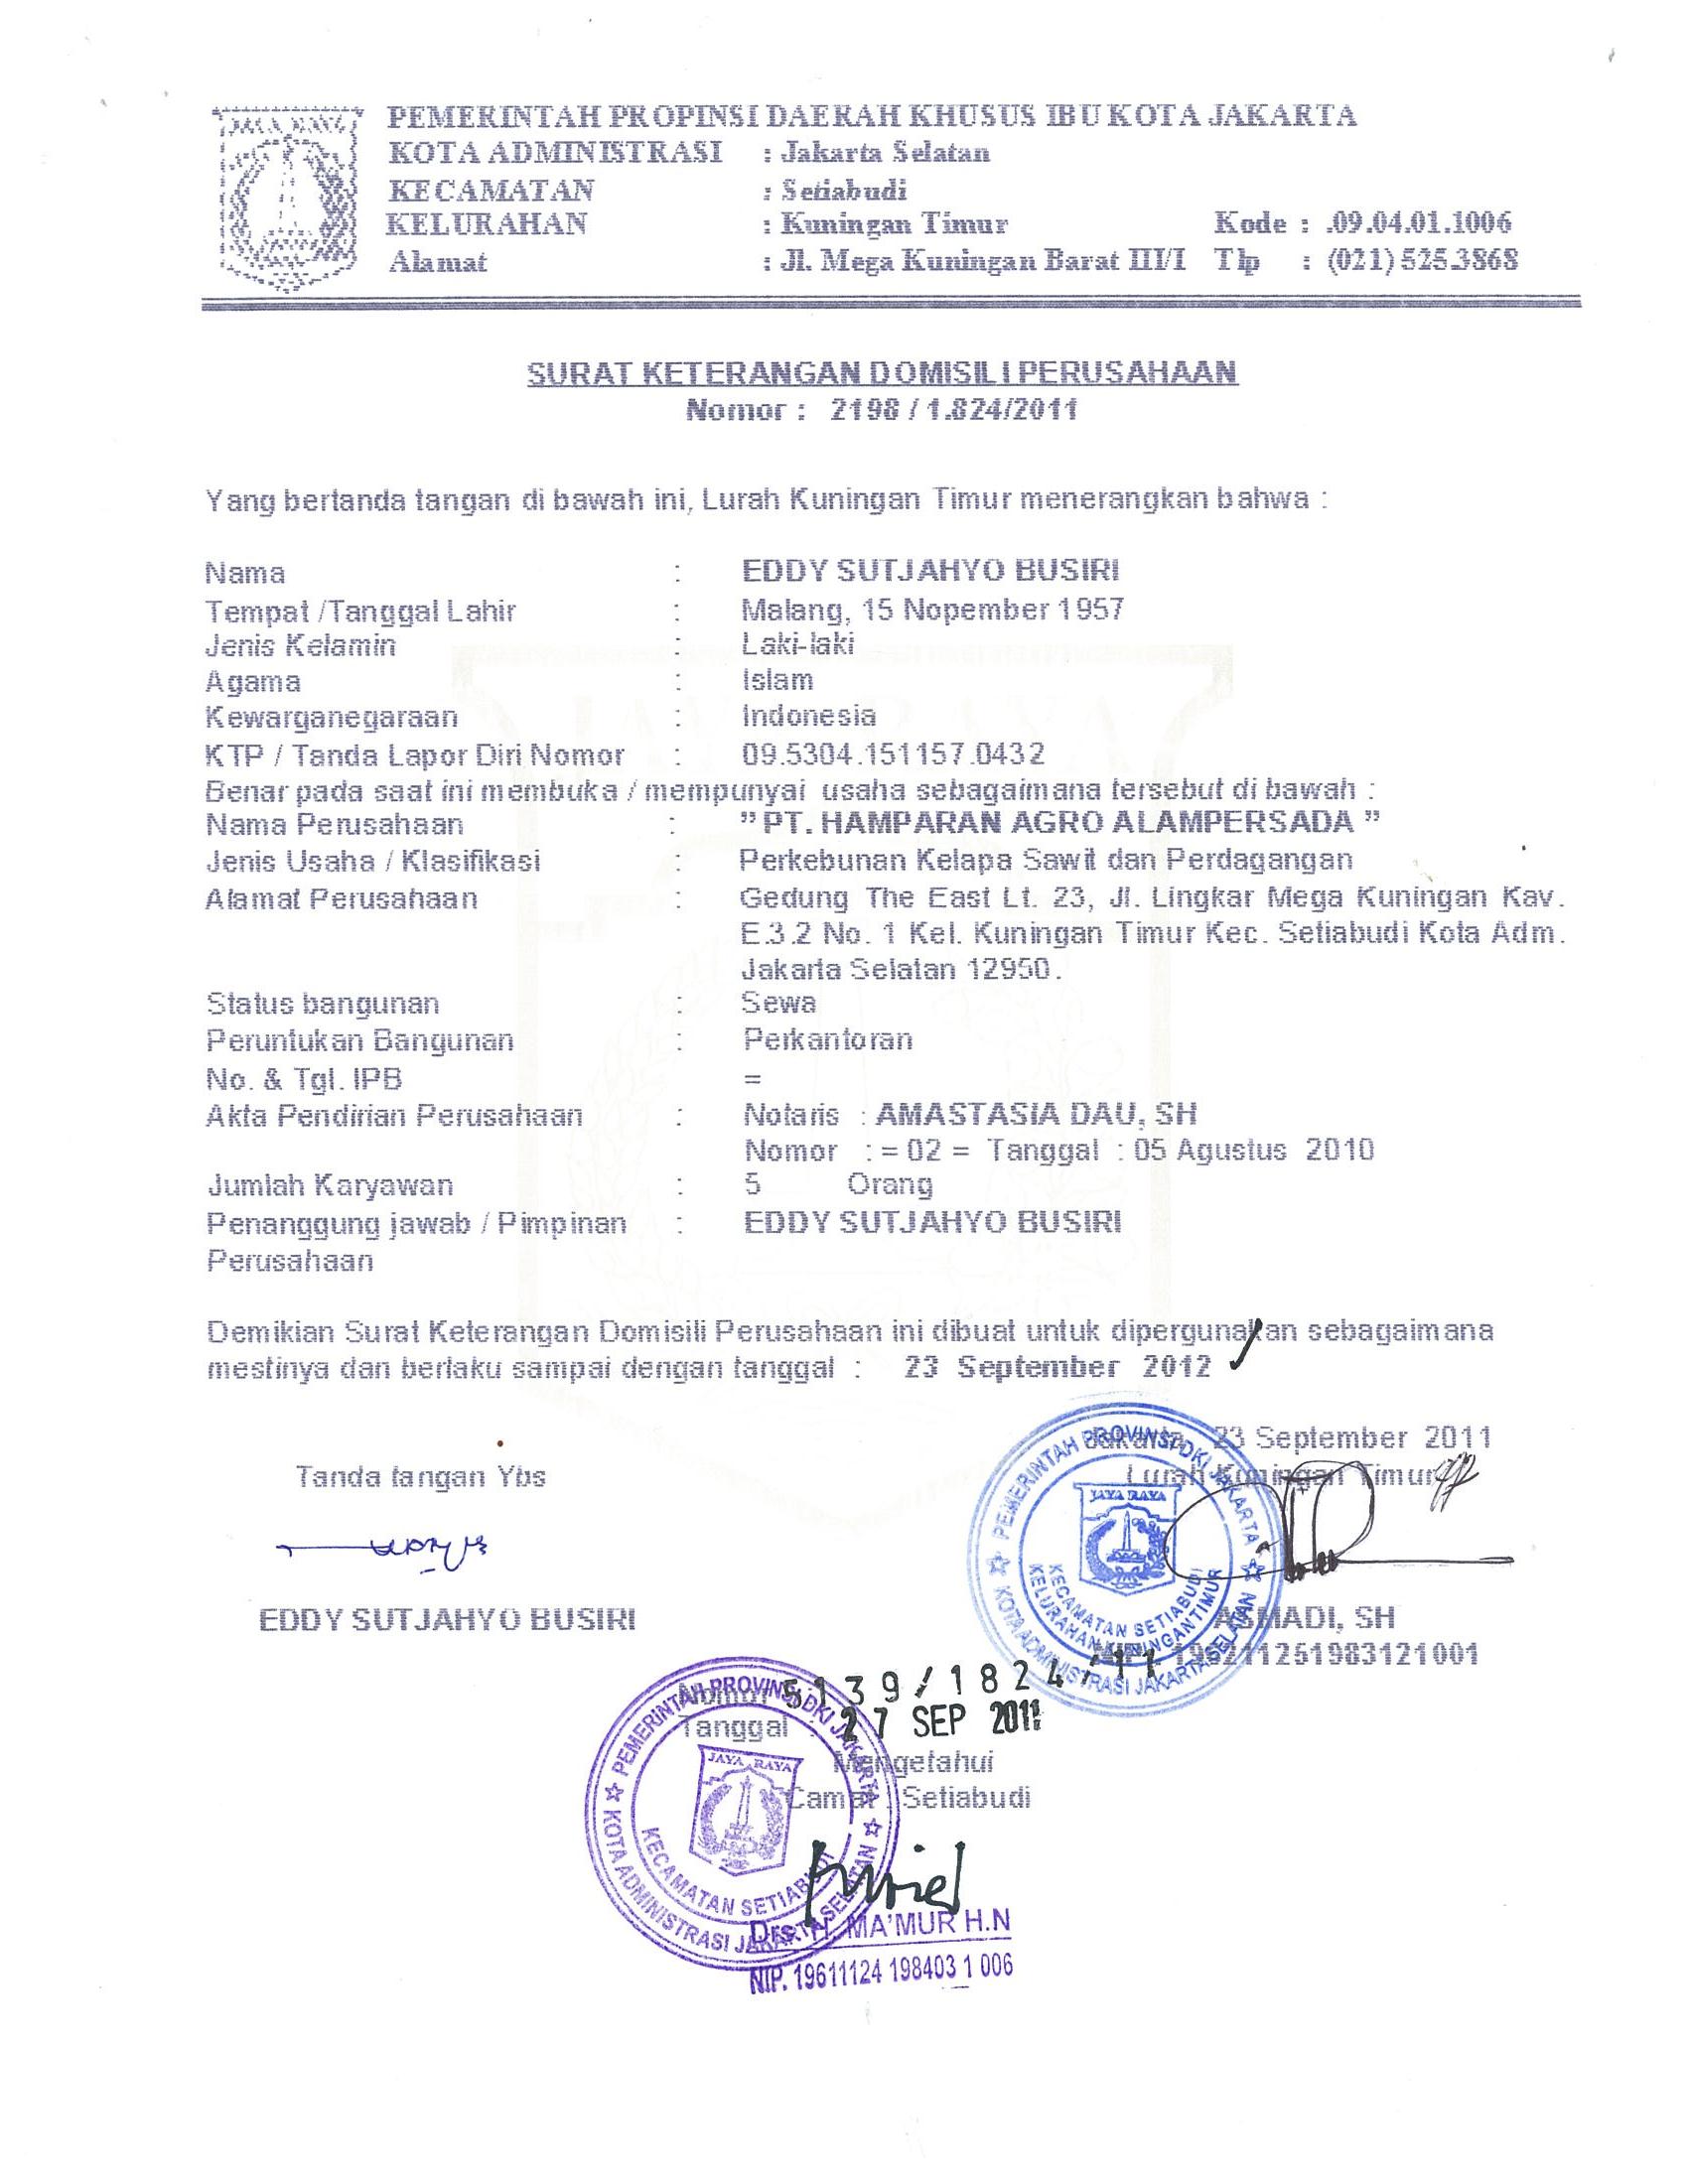 JAYA RAYA
PEMERINTAH PROPINSI DAERAH KHUSUS IBU KOTA JAKARTA
KOTA ADMINISTRASI : Jakarta Selatan
KECAMATAN : Setiabudi
KELURAHAN : Kuningan Timur Kode : .09.04.01.1006
Alamat : Jl. Mega Kuningan Barat III/I Tlp : (021) 525.3868
SURAT KETERANGAN DOMISILI PERUSAHAAN
Nomor : 2198 / 1.824/2011
Yang bertanda tangan di bawah ini, Lurah Kuningan Timur menerangkan bahwa :
Nama : EDDY SUTJAHYO BUSIRI
Tempat /Tanggal Lahir : Malang, 15 Nopember 1957
Jenis Kelamin : Laki-laki
Agama : Islam
Kewarganegaraan : Indonesia
KTP / Tanda Lapor Diri Nomor : 09.5304.151157.0432
Benar pada saat ini membuka / mempunyai usaha sebagaimana tersebut di bawah :
Nama Perusahaan : ” PT. HAMPARAN AGRO ALAMPERSADA ”
Jenis Usaha / Klasifikasi : Perkebunan Kelapa Sawit dan Perdagangan
Alamat Perusahaan : Gedung The East Lt. 23, Jl. Lingkar Mega Kuningan Kav.
E.3.2 No. 1 Kel. Kuningan Timur Kec. Setiabudi Kota Adm.
Jakarta Selatan 12950.
Status bangunan : Sewa
Peruntukan Bangunan : Perkantoran
No. & Tgl. IPB =
Akta Pendirian Perusahaan : Notaris : AMASTASIA DAU, SH
Nomor : = 02 = Tanggal : 05 Agustus 2010
Jumlah Karyawan : 5 Orang
Penanggung jawab / Pimpinan : EDDY SUTJAHYO BUSIRI
Perusahaan
Demikian Surat Keterangan Domisili Perusahaan ini dibuat untuk dipergunakan sebagaimana
mestinya dan berlaku sampai dengan tanggal : 23 September 2012
Jakarta, 23 September 2011
Tanda tangan Ybs
Lurah Kuningan Timur
PEMERINTAH PROVINSI DKI JAKARTA
JAYA RAYA
KECAMATAN SETIABUDI
KELURAHAN KUNINGAN TIMUR
KOTA ADMINISTRASI JAKARTA SELATAN
EDDY SUTJAHYO BUSIRI
ASMADI, SH
NIP. 196211251983121001
Nomor 5139/1824/11
Tanggal : 27 SEP 2011
Mengetahui
Camat : Setiabudi
PEMERINTAH PROVINSI DKI JAKARTA
JAYA RAYA
KECAMATAN SETIABUDI
KOTA ADMINISTRASI JAKARTA SELATAN
Drs. H. MA'MUR H.N
NIP. 19611124 198403 1 006